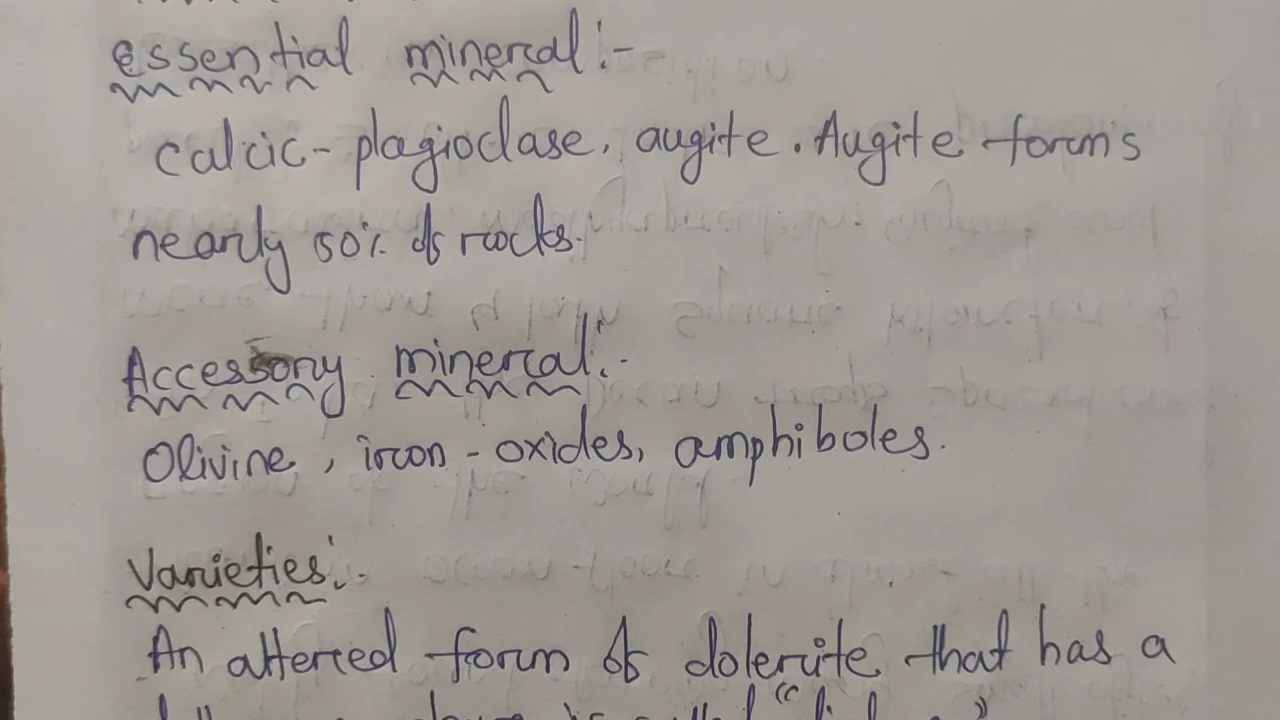 essential mineral:-
calcic-plagioclase, augite. Augite forms
nearly 50% of rocks.
Accessory mineral:-
Olivine, iron-oxides, amphiboles.
Varieties:-
An altered form of dolerite that has a